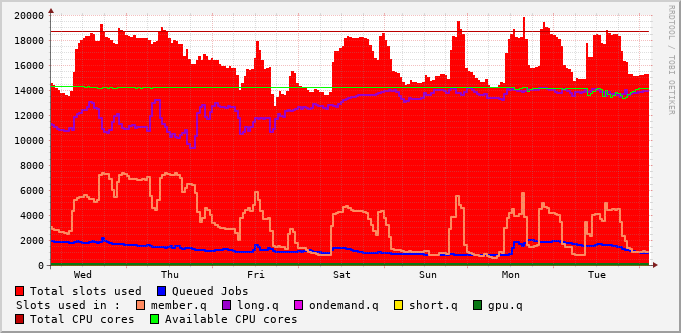 20000
18000
16000
14000
12000
10000
8000
6000
4000
2000
0
Wed Thu Fri Sat Sun Mon Tue
RRDTOOL / TOBI OETIKER
Total slots used Queued Jobs
Slots used in : member.q long.q ondemand.q short.q gpu.q
Total CPU cores Available CPU cores